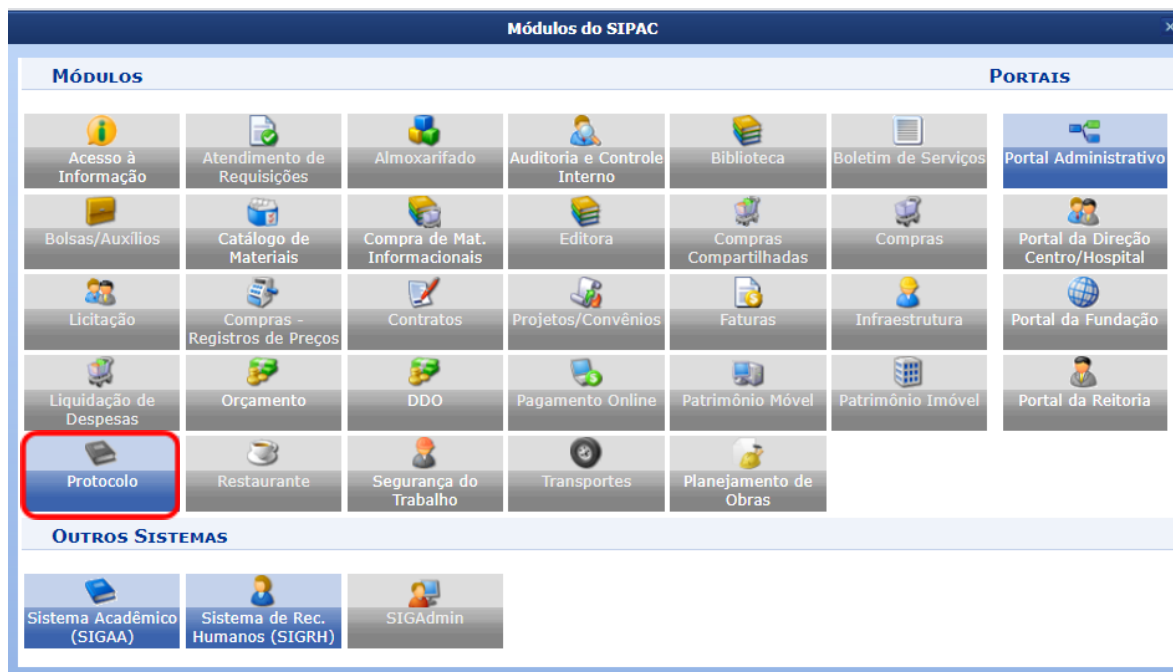 Módulos do SIPAC
×
MÓDULOS
PORTAIS
Acesso à
Informação
Atendimento de
Requisições
Almoxarifado
Auditoria e Controle
Interno
Biblioteca
Boletim de Serviços
Portal Administrativo
Bolsas/Auxílios
Catálogo de
Materiais
Compra de Mat.
Informacionais
Editora
Compras
Compartilhadas
Compras
Portal da Direção
Centro/Hospital
Licitação
Compras -
Registros de Preços
Contratos
Projetos/Convênios
Faturas
Infraestrutura
Portal da Fundação
Liquidação de
Despesas
Orçamento
DDO
Pagamento Online
Patrimônio Móvel
Patrimônio Imóvel
Portal da Reitoria
Protocolo
Restaurante
Segurança do
Trabalho
Transportes
Planejamento de
Obras
OUTROS SISTEMAS
Sistema Acadêmico
(SIGAA)
Sistema de Rec.
Humanos (SIGRH)
SIGAdmin